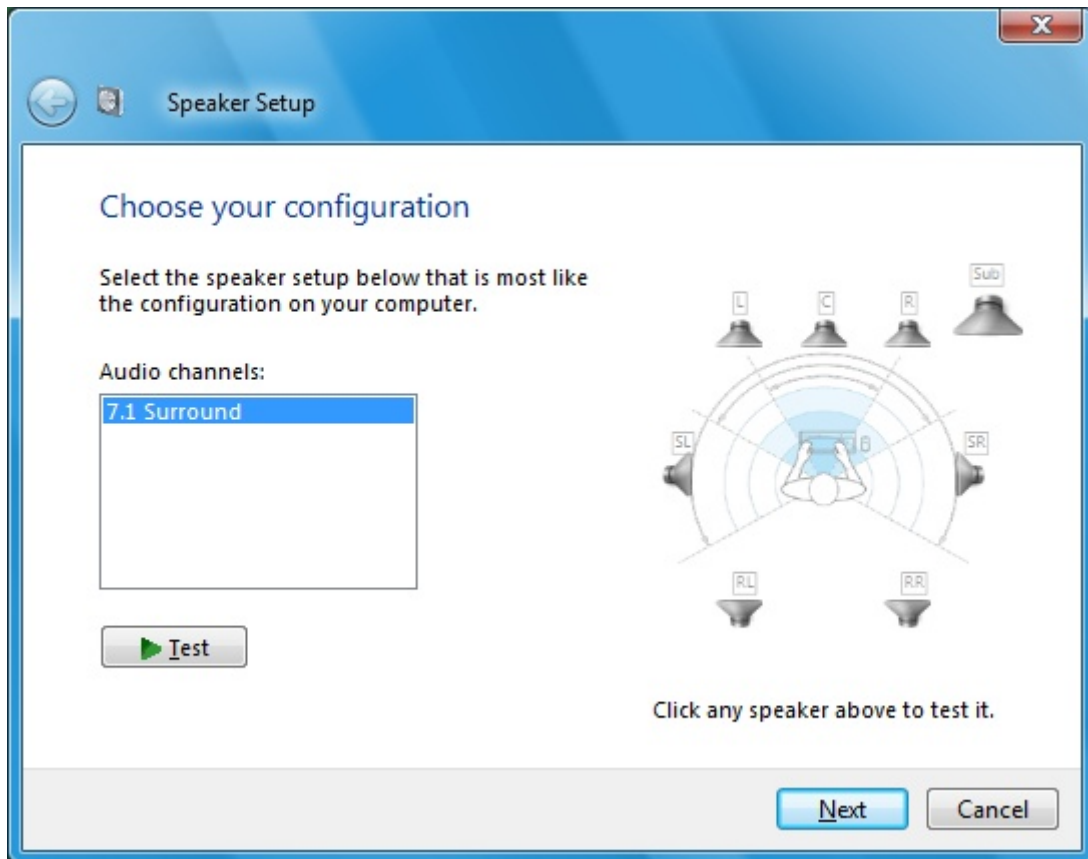 Speaker Setup
Choose your configuration
Select the speaker setup below that is most like
the configuration on your computer.
Audio channels:
7.1 Surround
Test
Sub
L
C
R
SL
SR
RL
RR
Click any speaker above to test it.
Next
Cancel